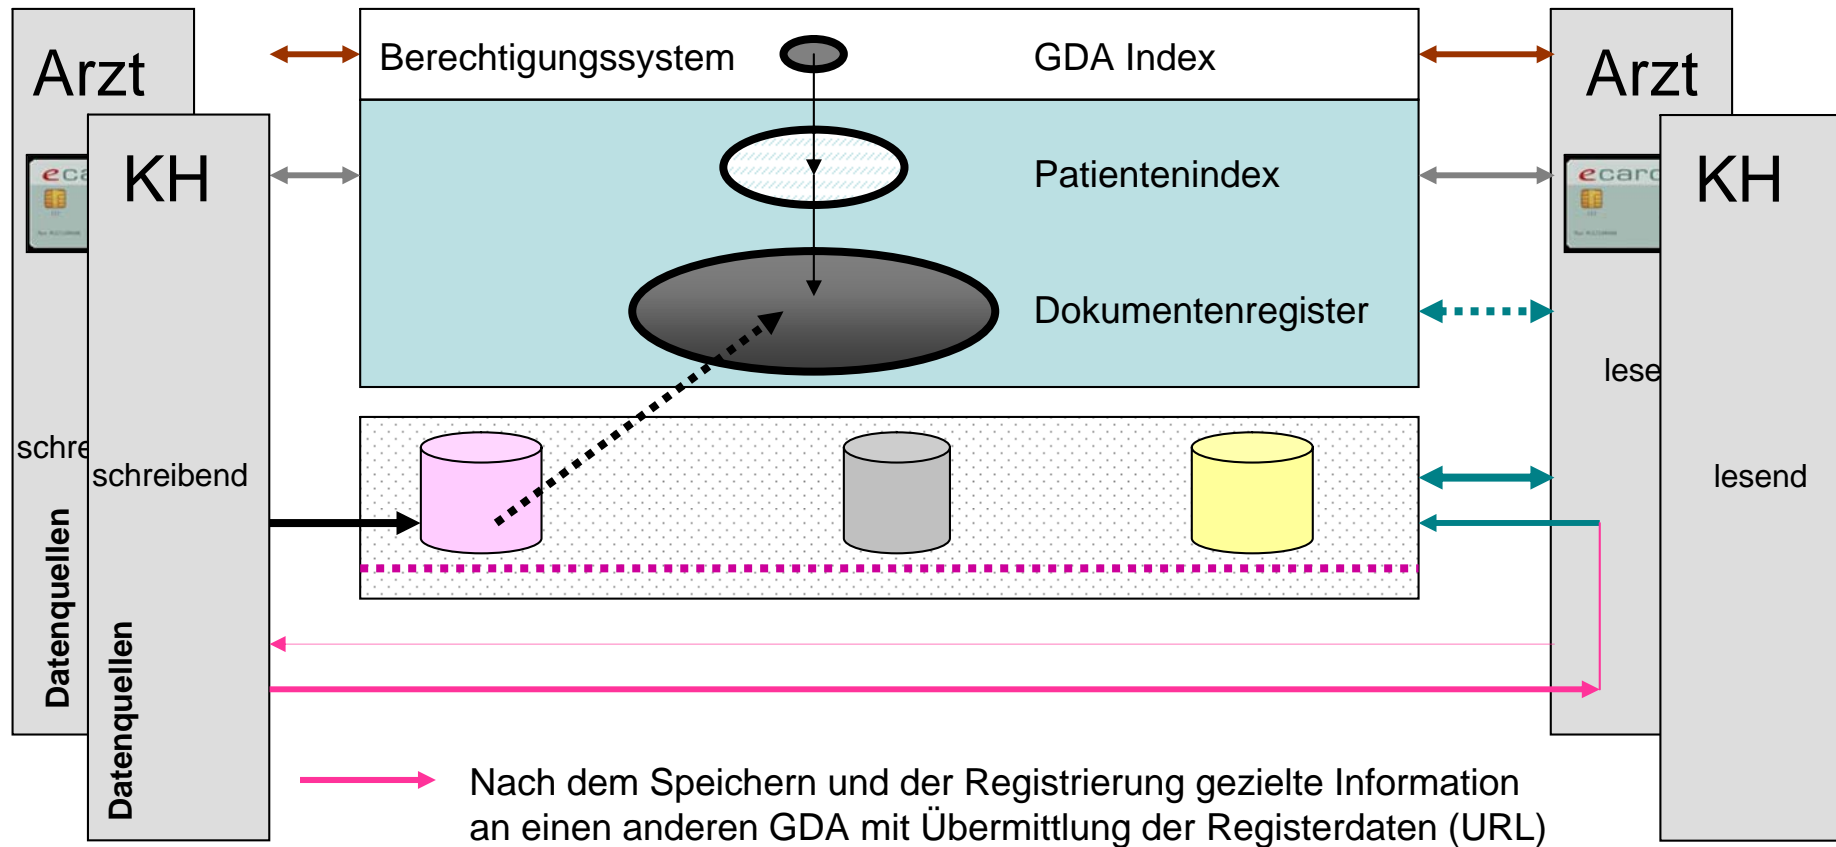 Arzt
KH
schre
schreibend
Datenquellen
Datenquellen
Berechtigungssystem
GDA Index
Patientenindex
Dokumentenregister
Arzt
ecard
KH
lese
lesend
Nach dem Speichern und der Registrierung gezielte Information
an einen anderen GDA mit Übermittlung der Registerdaten (URL)